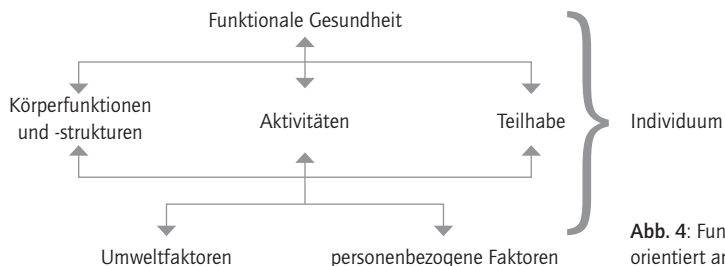 Funktionale Gesundheit
Körperfunktionen
und -strukturen
Aktivitäten
Teilhabe
Individuum
Umweltfaktoren
personenbezogene Faktoren
Abb. 4: Fun
orientiert an